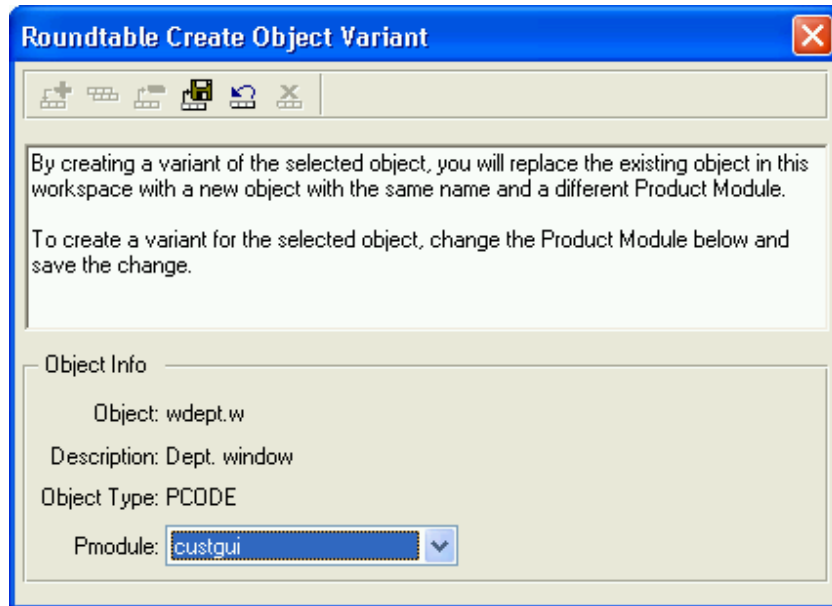 Roundtable Create Object Variant
By creating a variant of the selected object, you will replace the existing object in this
workspace with a new object with the same name and a different Product Module.
To create a variant for the selected object, change the Product Module below and
save the change.
Object Info
Object: wdept.w
Description: Dept. window
Object Type: PCODE
Pmodule: custgui